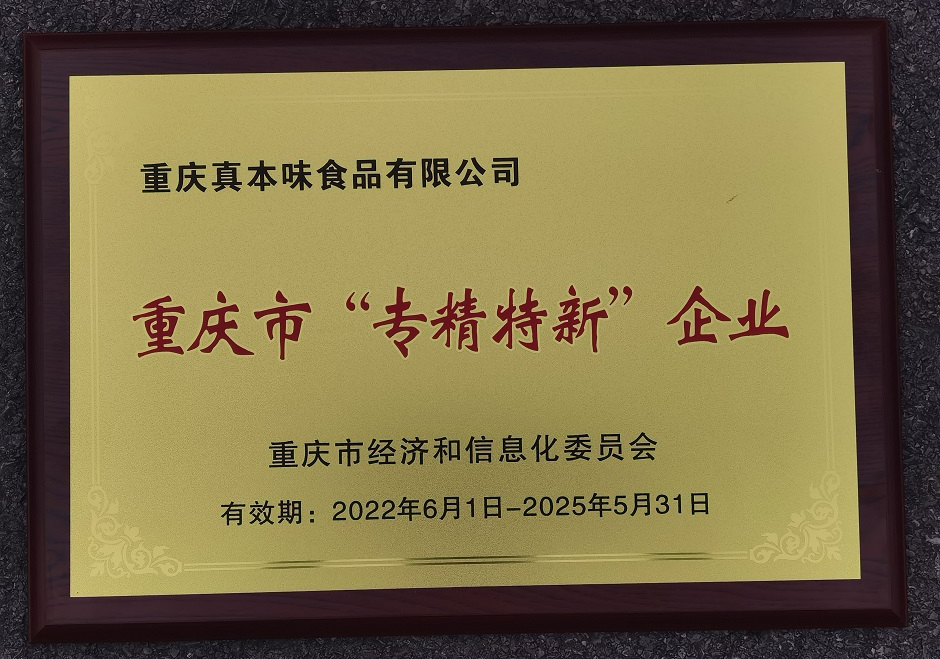 重庆真本味食品有限公司
重庆市“专精特新”企业
重庆市经济和信息化委员会
有效期：2022年6月1日-2025年5月31日